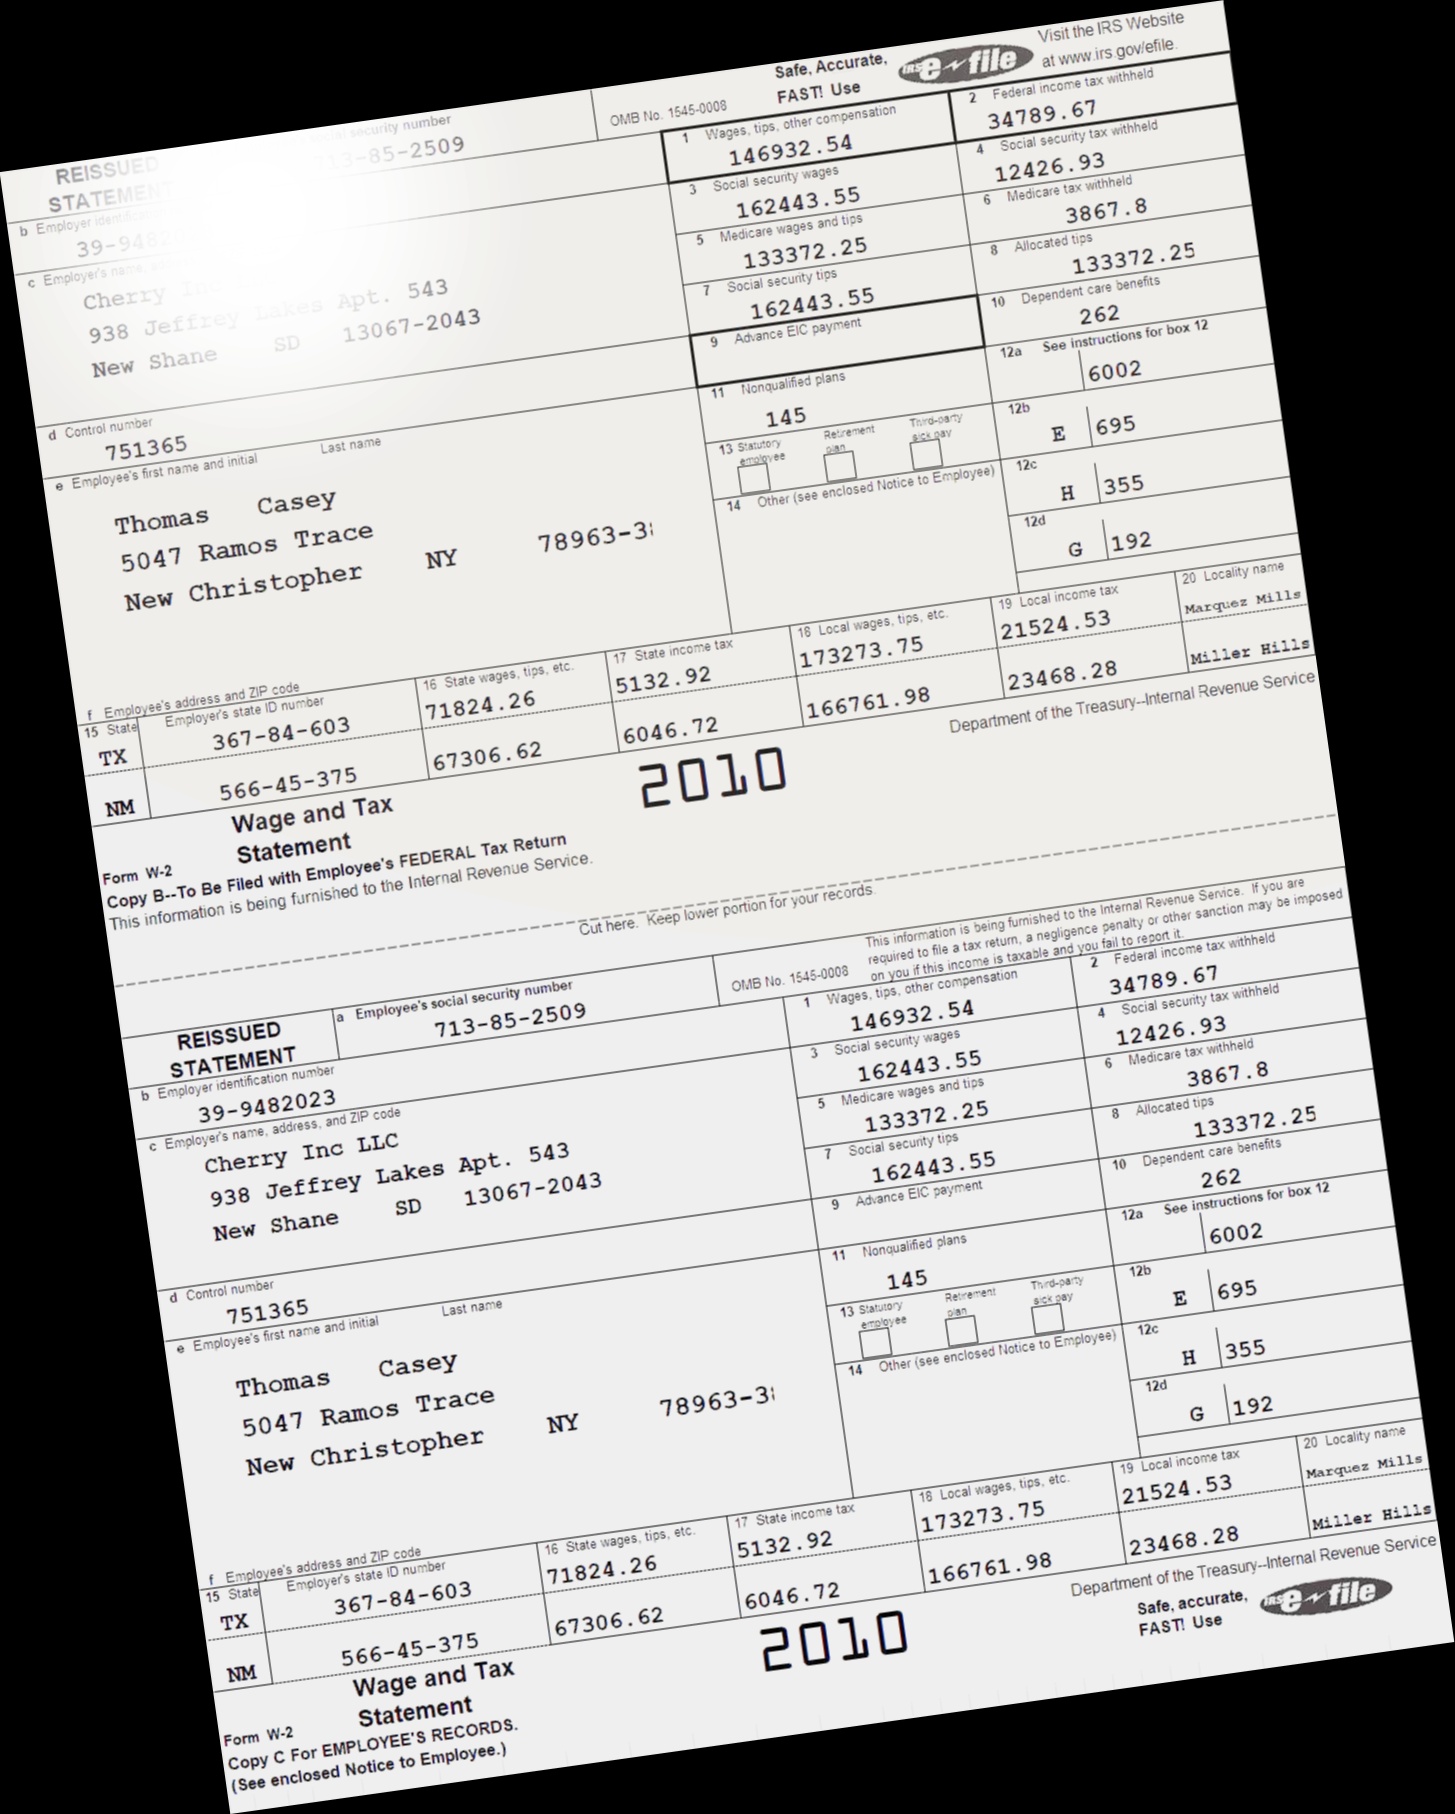 Safe, Accurate,
FAST! Use
IRS e-file
Visit the IRS Website
at www.irs.gov/efile.
REISSUED
STATEMENT
social security number
713-85-2509
OMB No. 1545-0008
1 Wages, tips, other compensation
146932.54
2 Federal income tax withheld
34789.67
b Employer identification
39-9482
3 Social security wages
162443.55
4 Social security tax withheld
12426.93
c Employer's name,
Cherry Inc
938 Jeffrey Lakes Apt. 543
New Shane SD 13067-2043
5 Medicare wages and tips
133372.25
6 Medicare tax withheld
3867.8
7 Social security tips
162443.55
8 Allocated tips
133372.25
9 Advance EIC payment
10 Dependent care benefits
262
d Control number
751365
11 Nonqualified plans
145
12a See instructions for box 12
6002
e Employee's first name and initial Last name
Thomas Casey
5047 Ramos Trace
New Christopher NY 78963-3
13 Statutory employee Retirement plan Third-party sick pay
12b E 695
14 Other (see enclosed Notice to Employee)
12c H 355
12d G 192
f Employee's address and ZIP code
15 State Employer's state ID number
16 State wages, tips, etc.
17 State income tax
18 Local wages, tips, etc.
19 Local income tax
20 Locality name
TX 367-84-603 71824.26 5132.92 173273.75 21524.53 Marquez Mills
NM 566-45-375 67306.62 6046.72 166761.98 23468.28 Miller Hills
Wage and Tax
Statement
2010
Department of the Treasury--Internal Revenue Service
Form W-2
Copy B--To Be Filed with Employee's FEDERAL Tax Return
This information is being furnished to the Internal Revenue Service.
Cut here. Keep lower portion for your records.
REISSUED
STATEMENT
a Employee's social security number
713-85-2509
OMB No. 1545-0008
This information is being furnished to the Internal Revenue Service. If you are
required to file a tax return, a negligence penalty or other sanction may be imposed
on you if this income is taxable and you fail to report it.
1 Wages, tips, other compensation
146932.54
2 Federal income tax withheld
34789.67
b Employer identification number
39-9482023
3 Social security wages
162443.55
4 Social security tax withheld
12426.93
c Employer's name, address, and ZIP code
Cherry Inc LLC
938 Jeffrey Lakes Apt. 543
New Shane SD 13067-2043
5 Medicare wages and tips
133372.25
6 Medicare tax withheld
3867.8
7 Social security tips
162443.55
8 Allocated tips
133372.25
9 Advance EIC payment
10 Dependent care benefits
262
d Control number
751365
11 Nonqualified plans
145
12a See instructions for box 12
6002
e Employee's first name and initial Last name
Thomas Casey
5047 Ramos Trace
New Christopher NY 78963-3
13 Statutory employee Retirement plan Third-party sick pay
12b E 695
14 Other (see enclosed Notice to Employee)
12c H 355
12d G 192
f Employee's address and ZIP code
15 State Employer's state ID number
16 State wages, tips, etc.
17 State income tax
18 Local wages, tips, etc.
19 Local income tax
20 Locality name
TX 367-84-603 71824.26 5132.92 173273.75 21524.53 Marquez Mills
NM 566-45-375 67306.62 6046.72 166761.98 23468.28 Miller Hills
Wage and Tax
Statement
2010
Department of the Treasury--Internal Revenue Service
Safe, accurate,
FAST! Use
IRS e-file
Form W-2
Copy C For EMPLOYEE'S RECORDS.
(See enclosed Notice to Employee.)